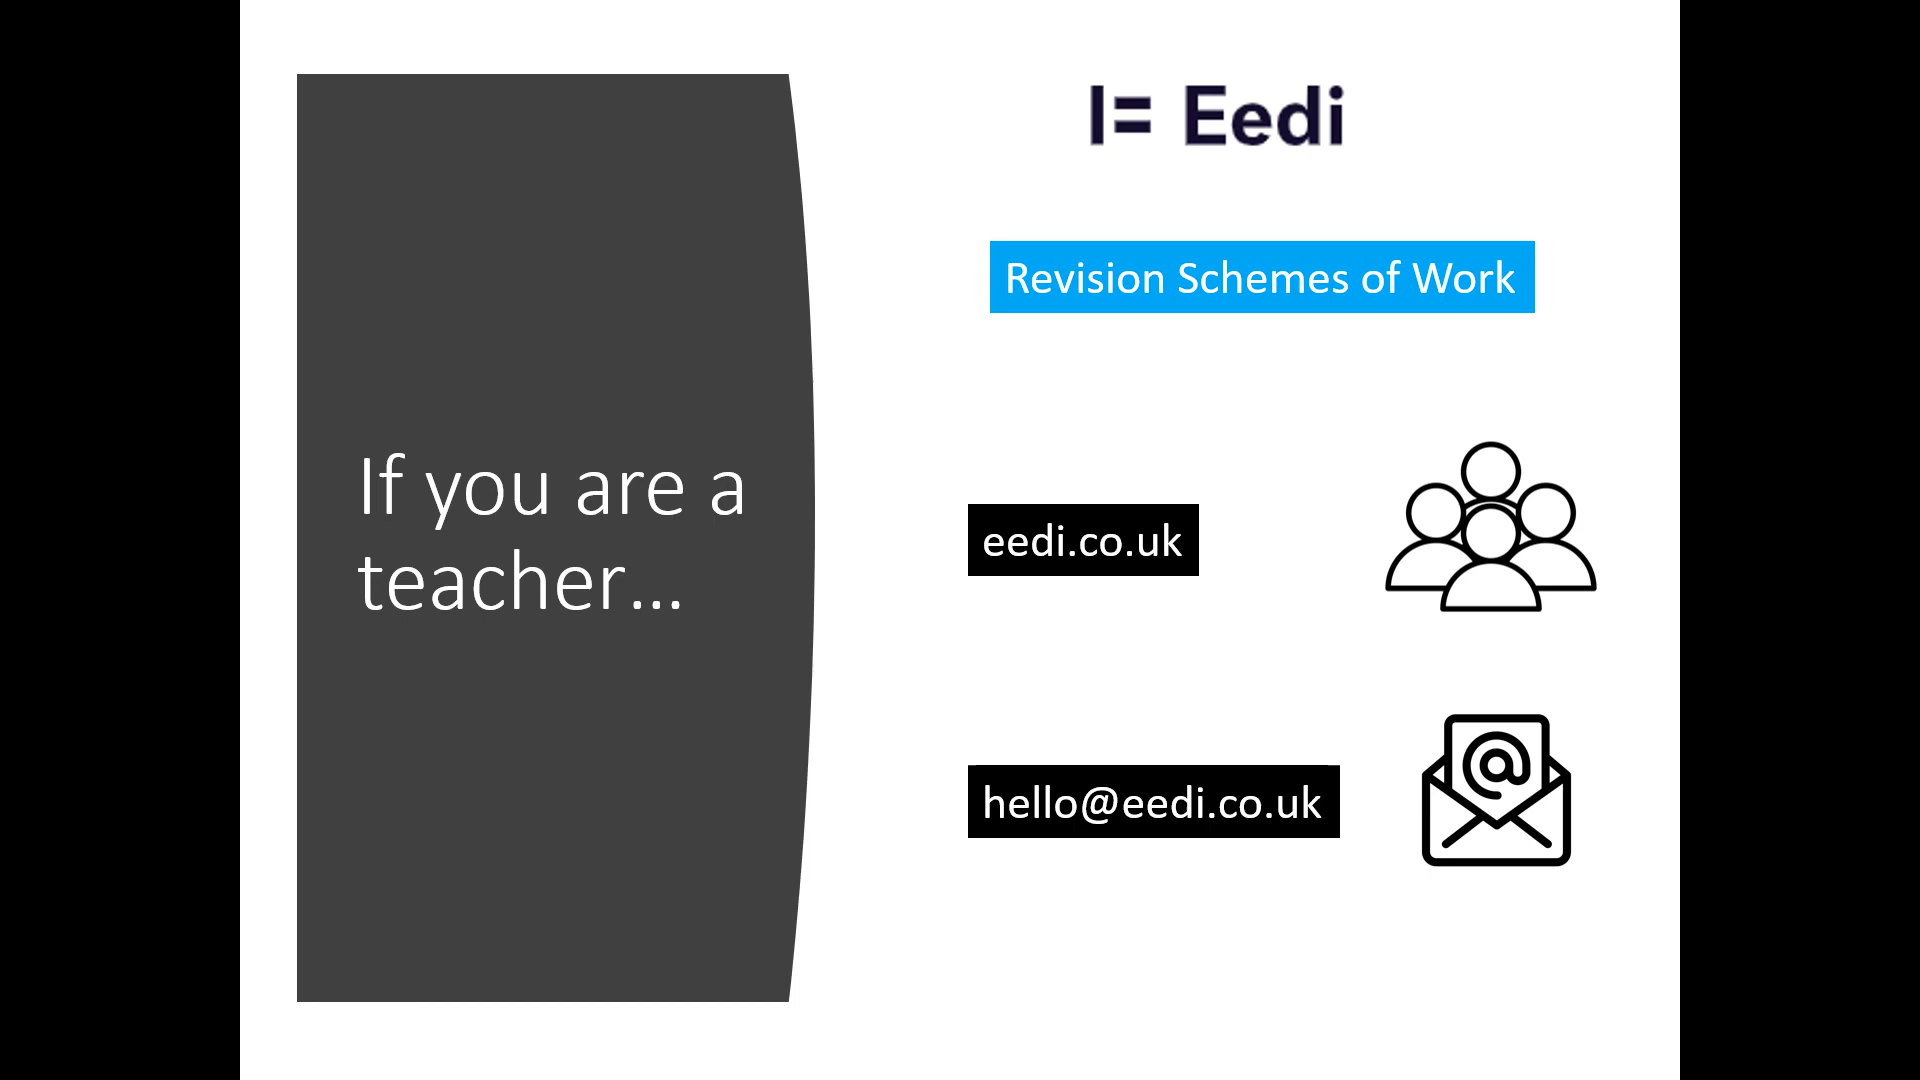 If you are a
teacher...
I= Eedi
Revision Schemes of Work
eedi.co.uk
hello@eedi.co.uk